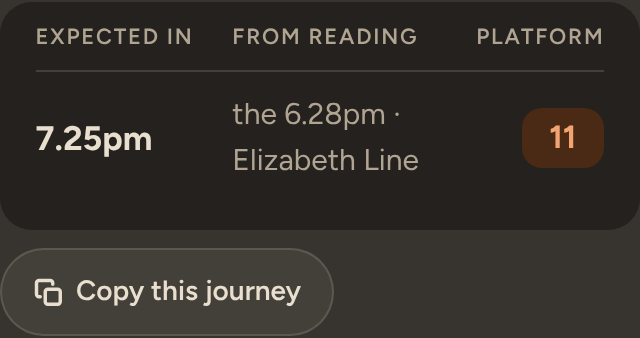 EXPECTED IN FROM READING PLATFORM
7.25pm the 6.28pm · Elizabeth Line 11
Copy this journey